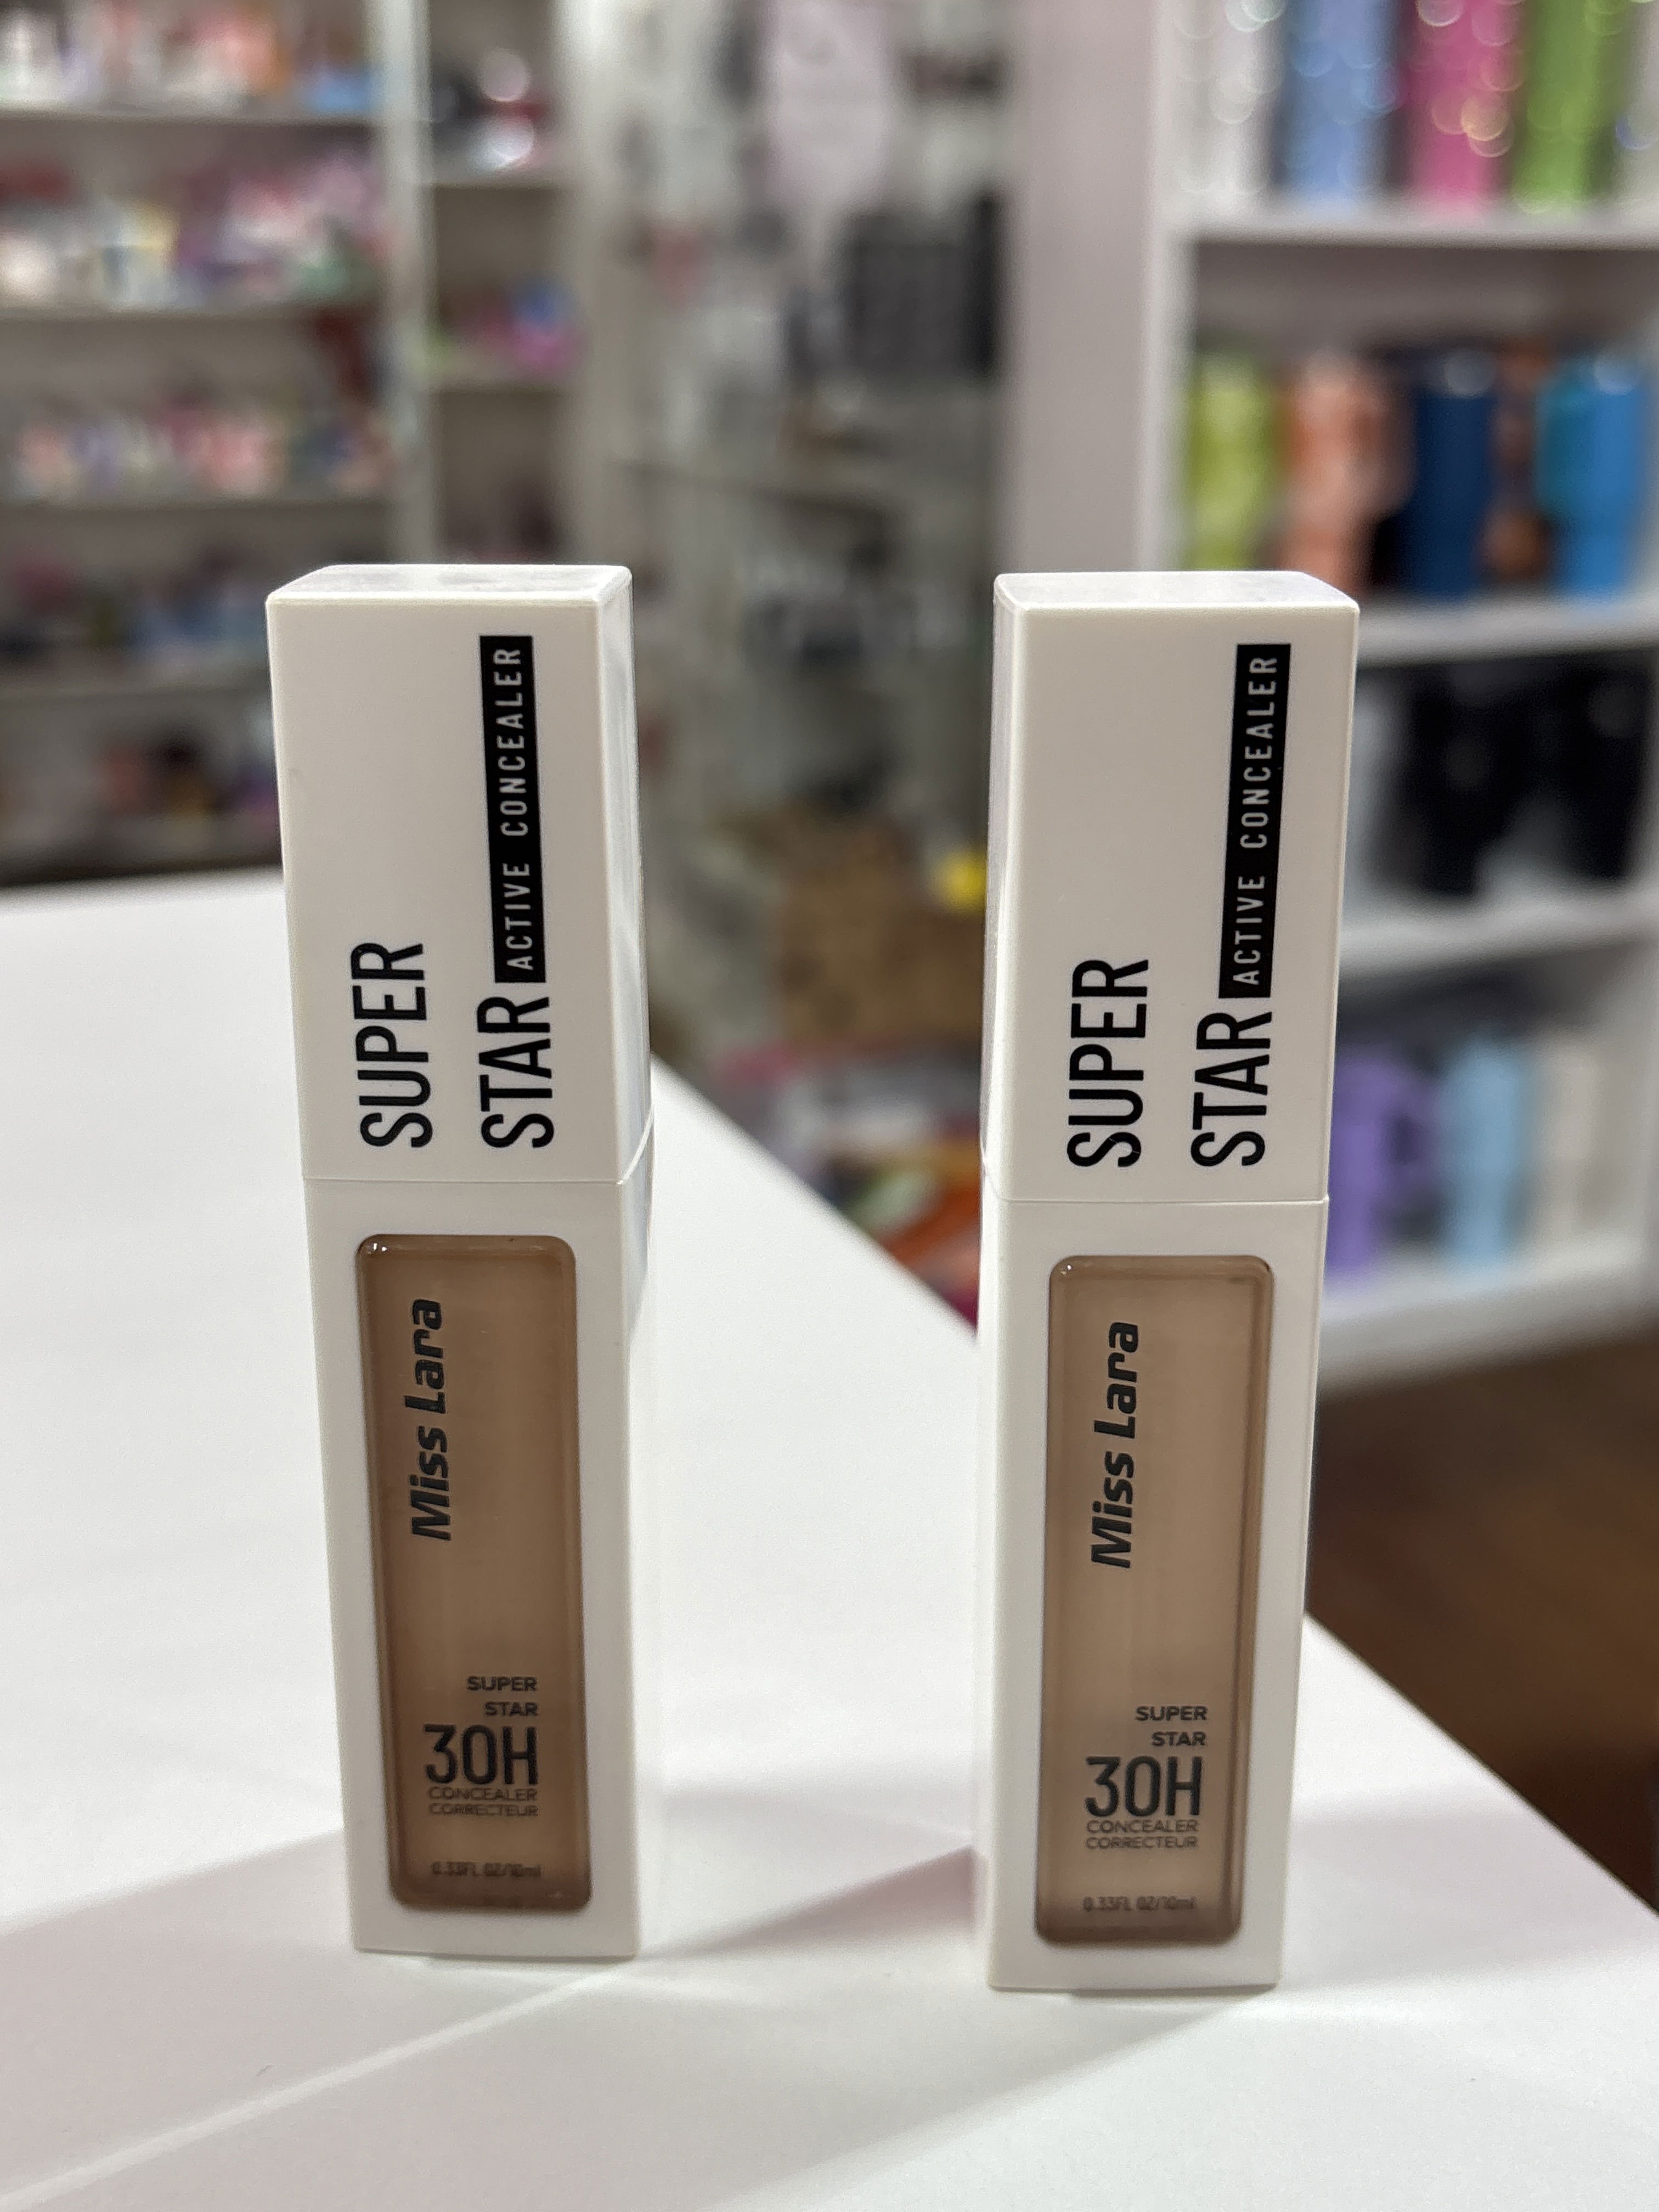 SUPER
STAR ACTIVE CONCEALER
Miss Lara
SUPER
STAR
30H
CONCEALER
CORRECTEUR
0.33FL OZ/10ml
SUPER
STAR ACTIVE CONCEALER
Miss Lara
SUPER
STAR
30H
CONCEALER
CORRECTEUR
0.33FL OZ/10ml